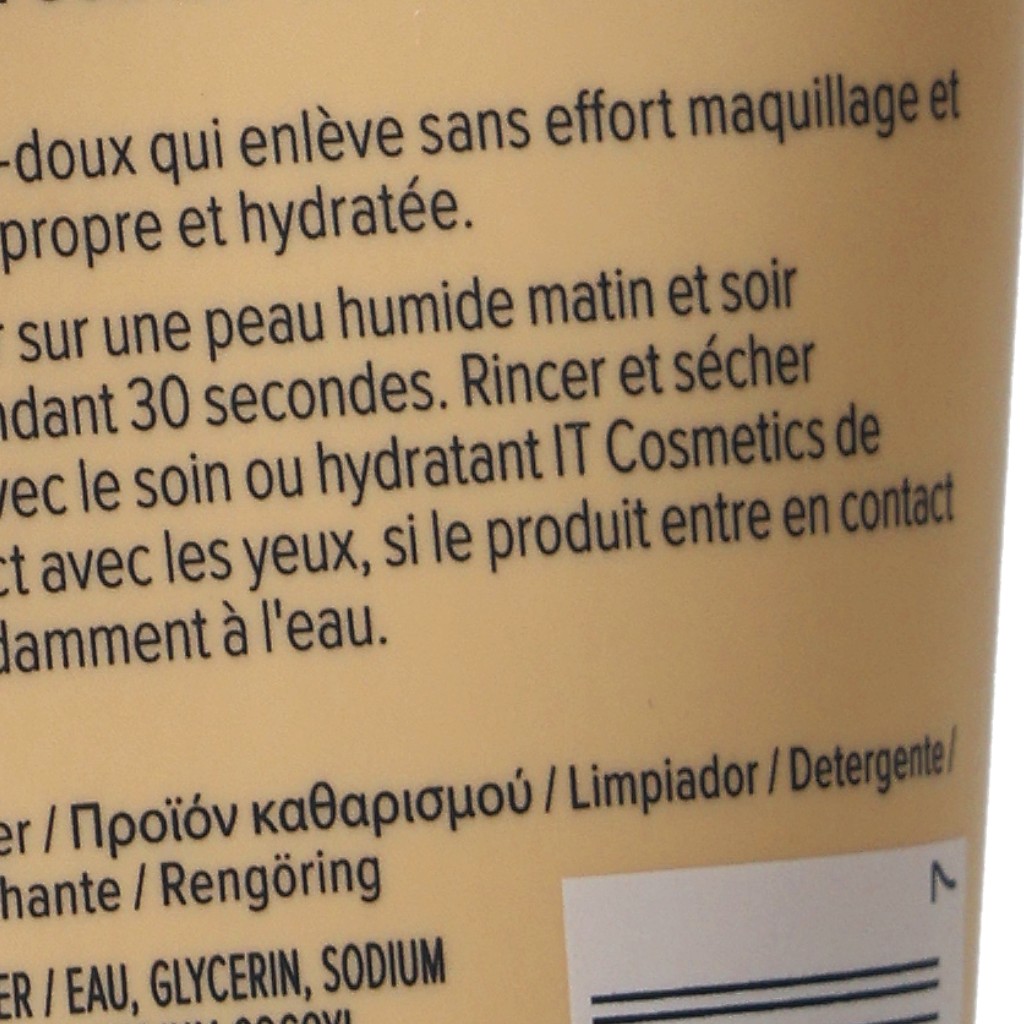 -doux qui enlève sans effort maquillage et
propre et hydratée.
sur une peau humide matin et soir
ndant 30 secondes. Rincer et sécher
vec le soin ou hydratant IT Cosmetics de
ct avec les yeux, si le produit entre en contact
damment à l'eau.
er / Προϊόν καθαρισμού / Limpiador / Detergente /
hante / Rengöring
ER / EAU, GLYCERIN, SODIUM
7